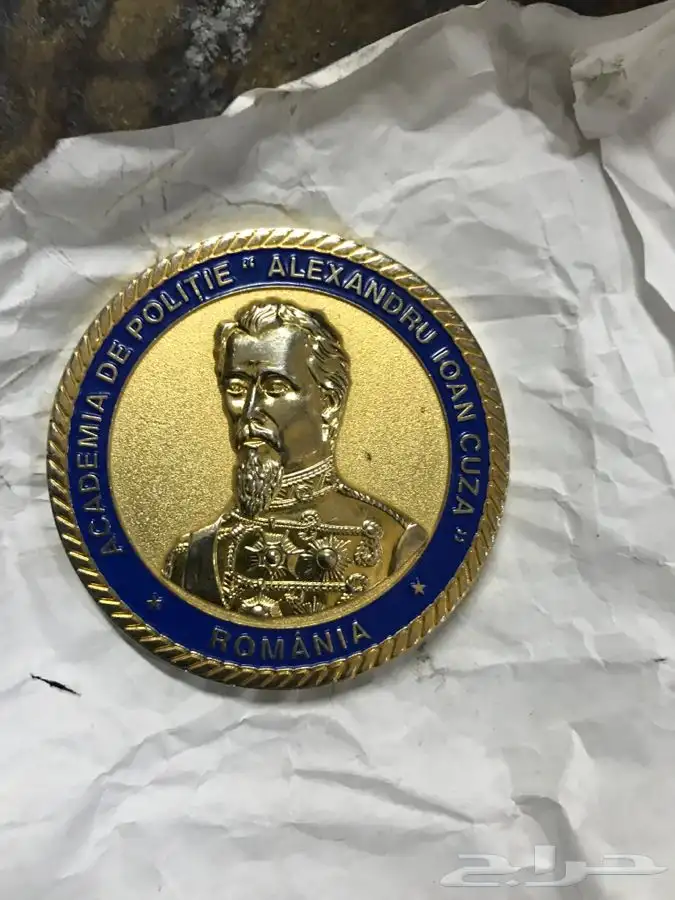 ACADEMIA DE POLIȚIE " ALEXANDRU IOAN CUZA "
ROMÂNIA
حراج